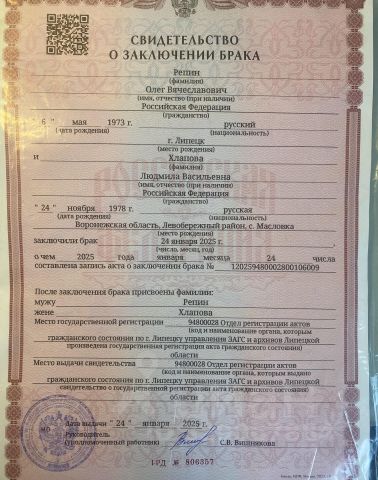 СВИДЕТЕЛЬСТВО
О ЗАКЛЮЧЕНИИ БРАКА
Репин
(фамилия)
Олег Вячеславович
(имя, отчество (при наличии)
Российская Федерация
(гражданство)
6 " мая 1973 г. русский
(дата рождения) (национальность)
г. Липецк
(место рождения)
и Хлапова
(фамилия)
Людмила Васильевна
(имя, отчество (при наличии)
Российская Федерация
(гражданство)
" 24 " ноября 1978 г. русская
(дата рождения) (национальность)
Воронежская область, Левобережный район, с. Масловка
(место рождения)
заключили брак 24 января 2025 г.
(число, месяц, год)
о чем 2025 года января месяца 24 числа
составлена запись акта о заключении брака № 120259480002800106009
После заключения брака присвоены фамилии:
мужу Репин
жене Хлапова
Место государственной регистрации 94800028 Отдел регистрации актов
(код и наименование органа, которым
гражданского состояния по г. Липецку управления ЗАГС и архивов Липецкой
произведена государственная регистрация акта гражданского состояния)
области
Место выдачи свидетельства 94800028 Отдел регистрации актов
(код и наименование органа, которым выдано
гражданского состояния по г. Липецку управления ЗАГС и архивов Липецкой
свидетельство о государственной регистрации акта гражданского состояния)
области
Дата выдачи " 24 " января 2025 г.
Руководитель
(уполномоченный работник) С.В. Вишнякова
I-РД № 806357